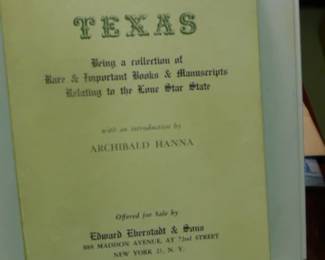 TEXAS
Being a collection of
Rare & Important Books & Manuscripts
Relating to the Lone Star State
with an introduction by
ARCHIBALD HANNA
Offered for Sale by
Edward Eberstadt & Sons
888 MADISON AVENUE, AT 72nd STREET
NEW YORK 21, N. Y.